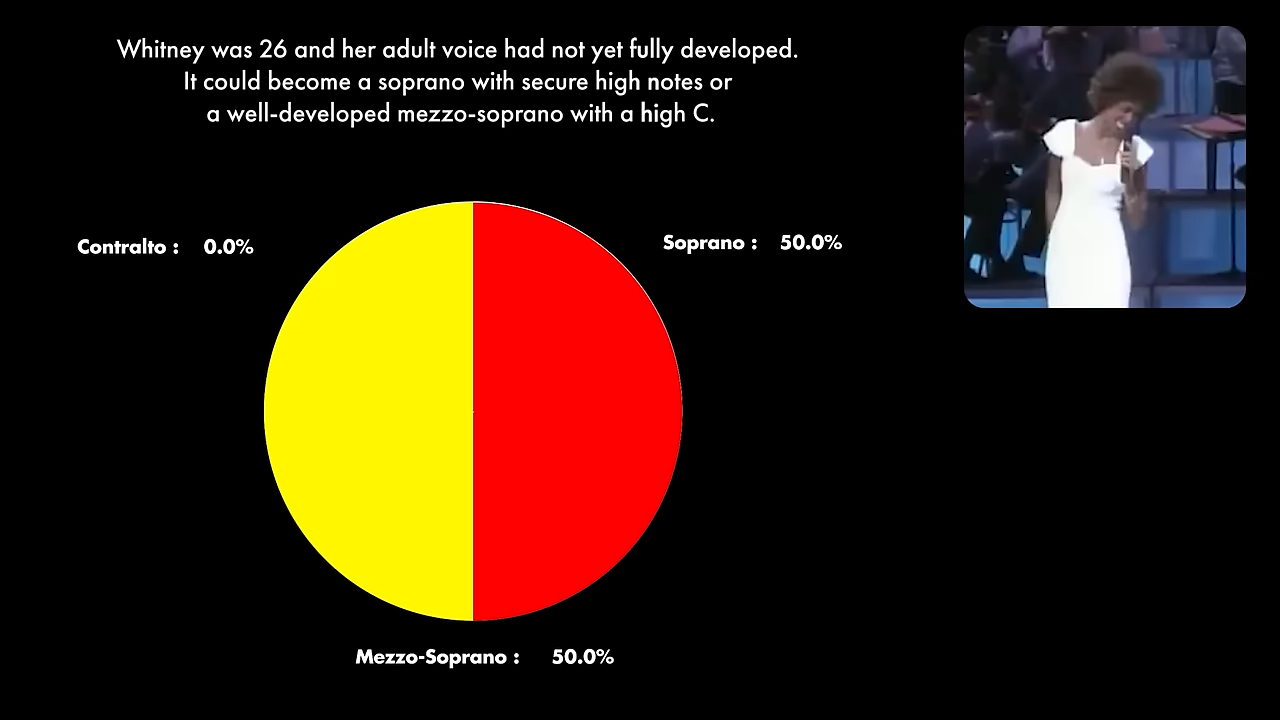 Whitney was 26 and her adult voice had not yet fully developed.
It could become a soprano with secure high notes or
a well-developed mezzo-soprano with a high C.
Contralto : 0.0%
Soprano : 50.0%
Mezzo-Soprano : 50.0%